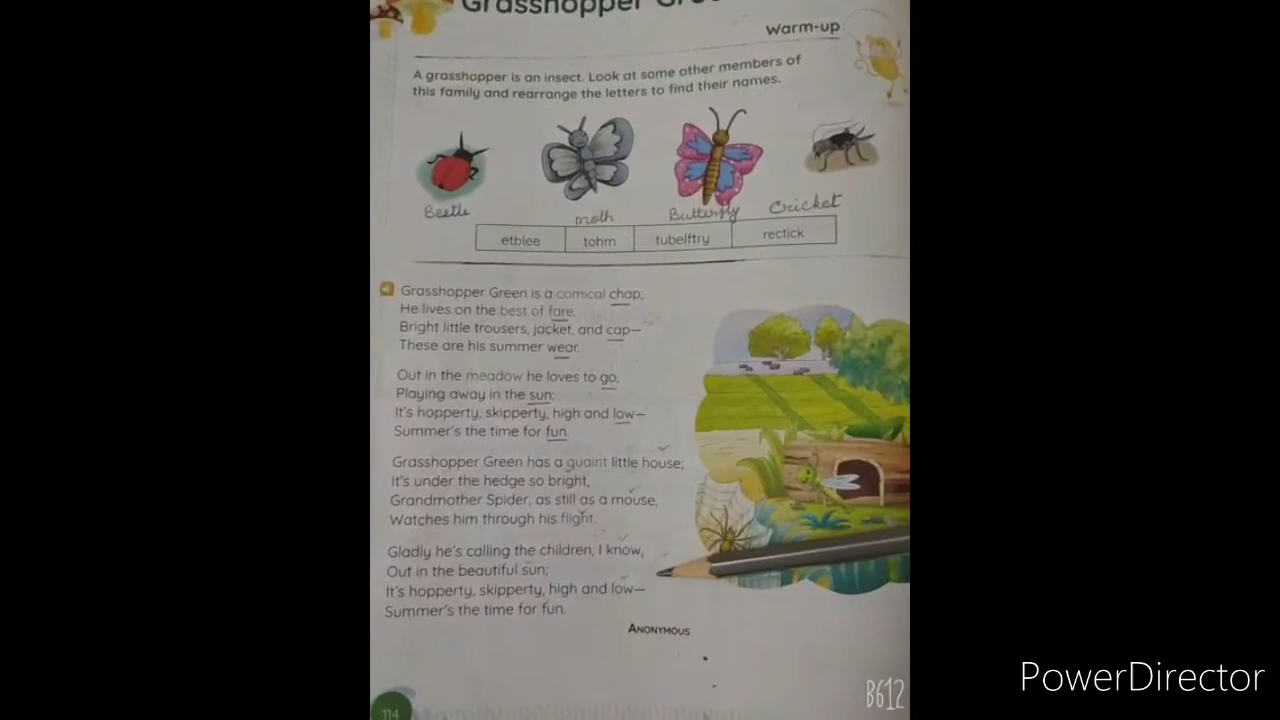 Grasshopper Gree
Warm-up
A grasshopper is an insect. Look at some other members of
this family and rearrange the letters to find their names.
Beetle moth Butterfly Cricket
etblee tohm tubelftry rectick
Grasshopper Green is a comical chap;
He lives on the best of fare.
Bright little trousers, jacket, and cap—
These are his summer wear.
Out in the meadow he loves to go,
Playing away in the sun;
It's hopperty, skipperty, high and low—
Summer's the time for fun.
Grasshopper Green has a quaint little house;
It's under the hedge so bright,
Grandmother Spider, as still as a mouse,
Watches him through his flight.
Gladly he's calling the children, I know,
Out in the beautiful sun;
It's hopperty, skipperty, high and low—
Summer's the time for fun.
ANONYMOUS
114
B612
PowerDirector